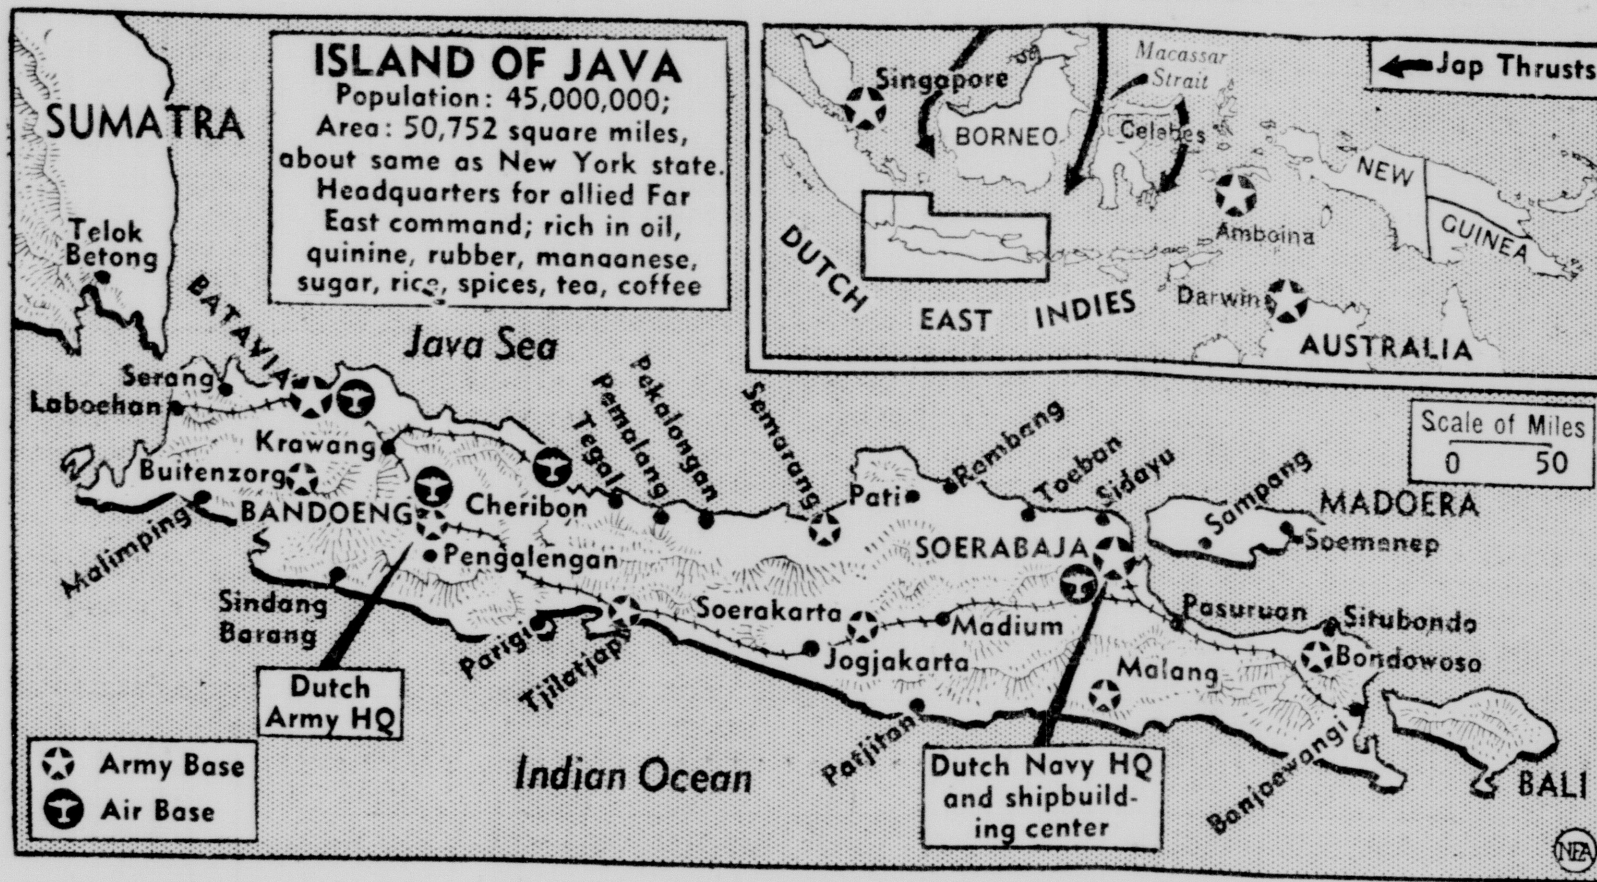 ISLAND OF JAVA
Population: 45,000,000;
Area: 50,752 square miles,
about same as New York state.
Headquarters for allied Far
East command; rich in oil,
quinine, rubber, manaanese,
sugar, rice, spices, tea, coffee
Jap Thrusts
Macassar
Strait
Singapore
BORNEO
Celebes
NEW
GUINEA
Amboina
DUTCH
EAST INDIES
Darwin
AUSTRALIA
SUMATRA
Telok
Betong
BATAVIA
Java Sea
Serang
Laboehan
Krawang
Buitenzorg
Malimping
BANDOENG
Cheribon
Tegal
Pemalang
Pekalongan
Semarang
Pati
Rembang
Toeban
Sidayu
Sampang
MADOERA
Soemenep
Scale of Miles
0 50
Pengalengan
SOERABAJA
Sindang
Barang
Parigi
Tjilatjap
Soerakarta
Jogjakarta
Madium
Pasuruan
Situbondo
Bondowoso
Malang
Patjitan
Banjoewangi
BALI
Dutch
Army HQ
Dutch Navy HQ
and shipbuild-
ing center
Indian Ocean
Army Base
Air Base
NEA